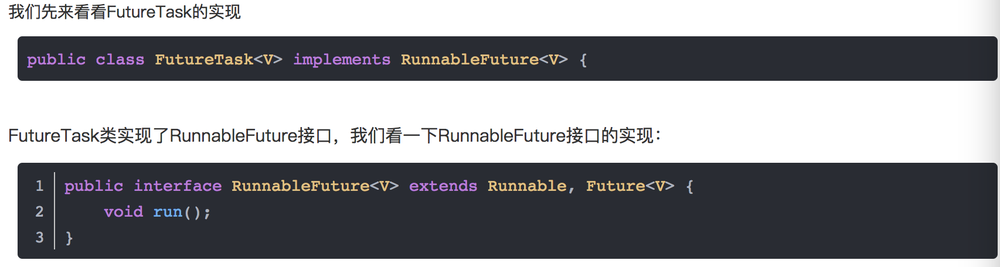 我们先来看看FutureTask的实现
public class FutureTask<V> implements RunnableFuture<V> {
FutureTask类实现了RunnableFuture接口，我们看一下RunnableFuture接口的实现：
1 public interface RunnableFuture<V> extends Runnable, Future<V> {
2     void run();
3 }